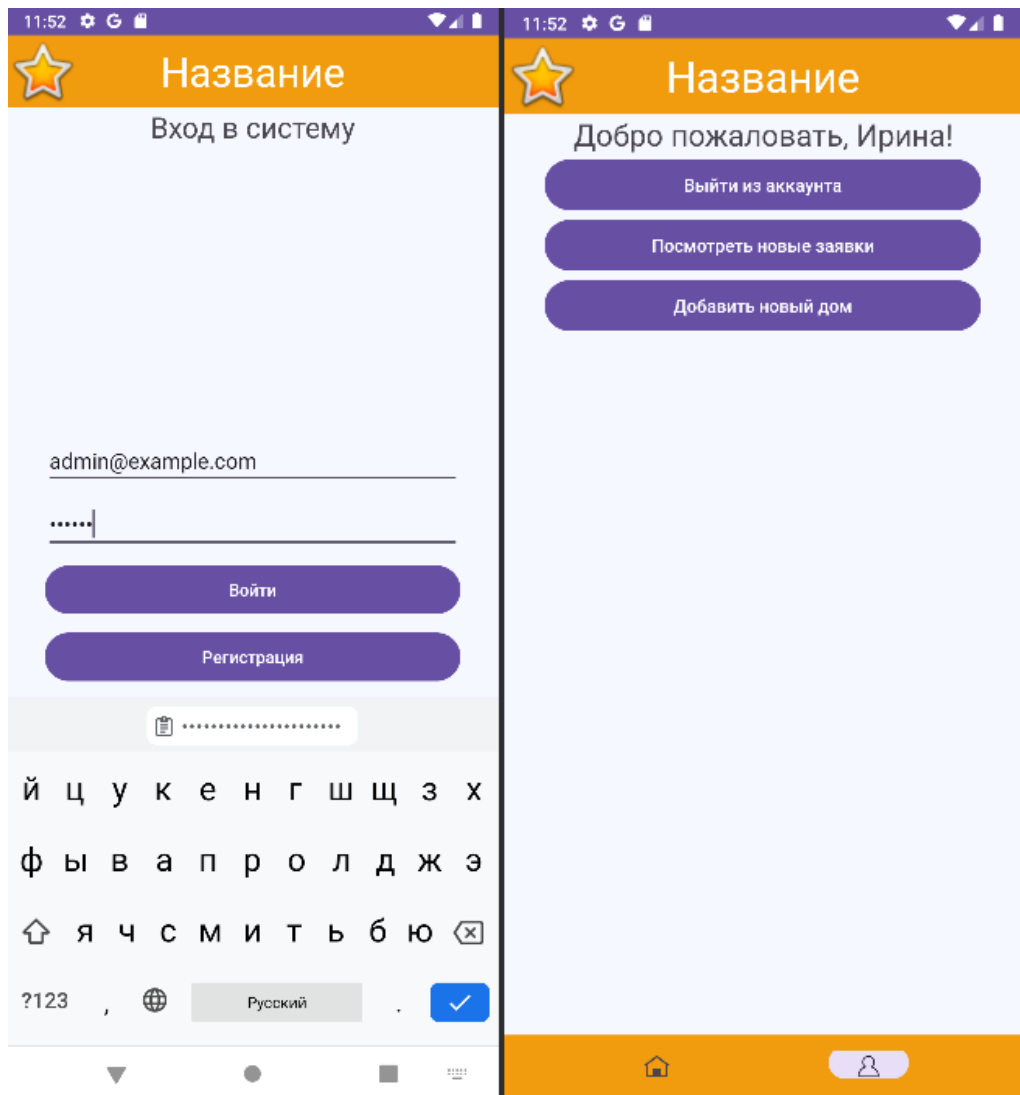 11:52 G
Название
Вход в систему
admin@example.com
••••••
Войти
Регистрация
••••••••••••••••••••••
й ц у к е н г ш щ з х
ф ы в а п р о л д ж э
я ч с м и т ь б ю
?123 , Русский .
11:52 G
Название
Добро пожаловать, Ирина!
Выйти из аккаунта
Посмотреть новые заявки
Добавить новый дом